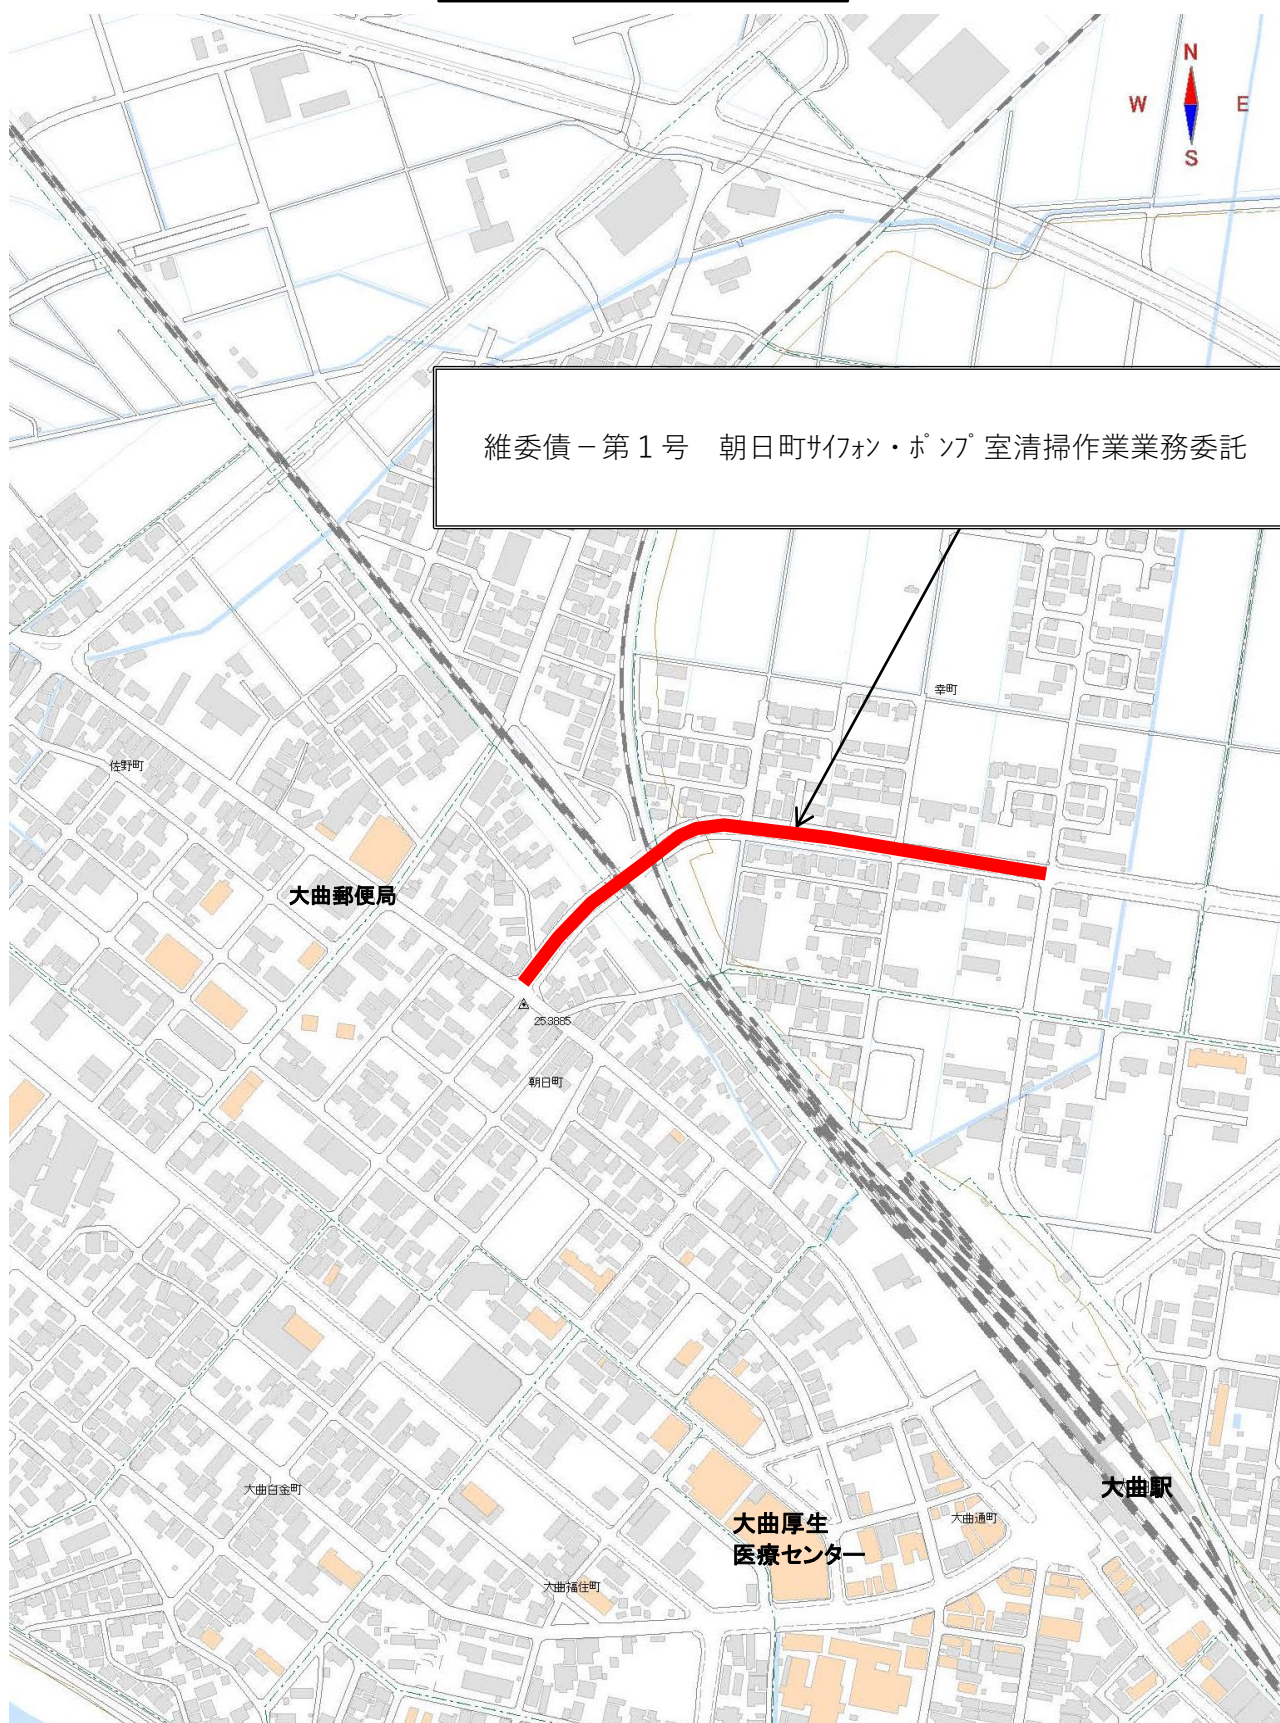 N
W E
S
維委債－第１号　朝日町ｻｲﾌｫﾝ・ﾎﾟﾝﾌﾟ室清掃作業業務委託
幸町
佐野町
大曲郵便局
25.3885
朝日町
大曲駅
大曲白金町
大曲厚生
医療センター
大曲通町
大曲福住町